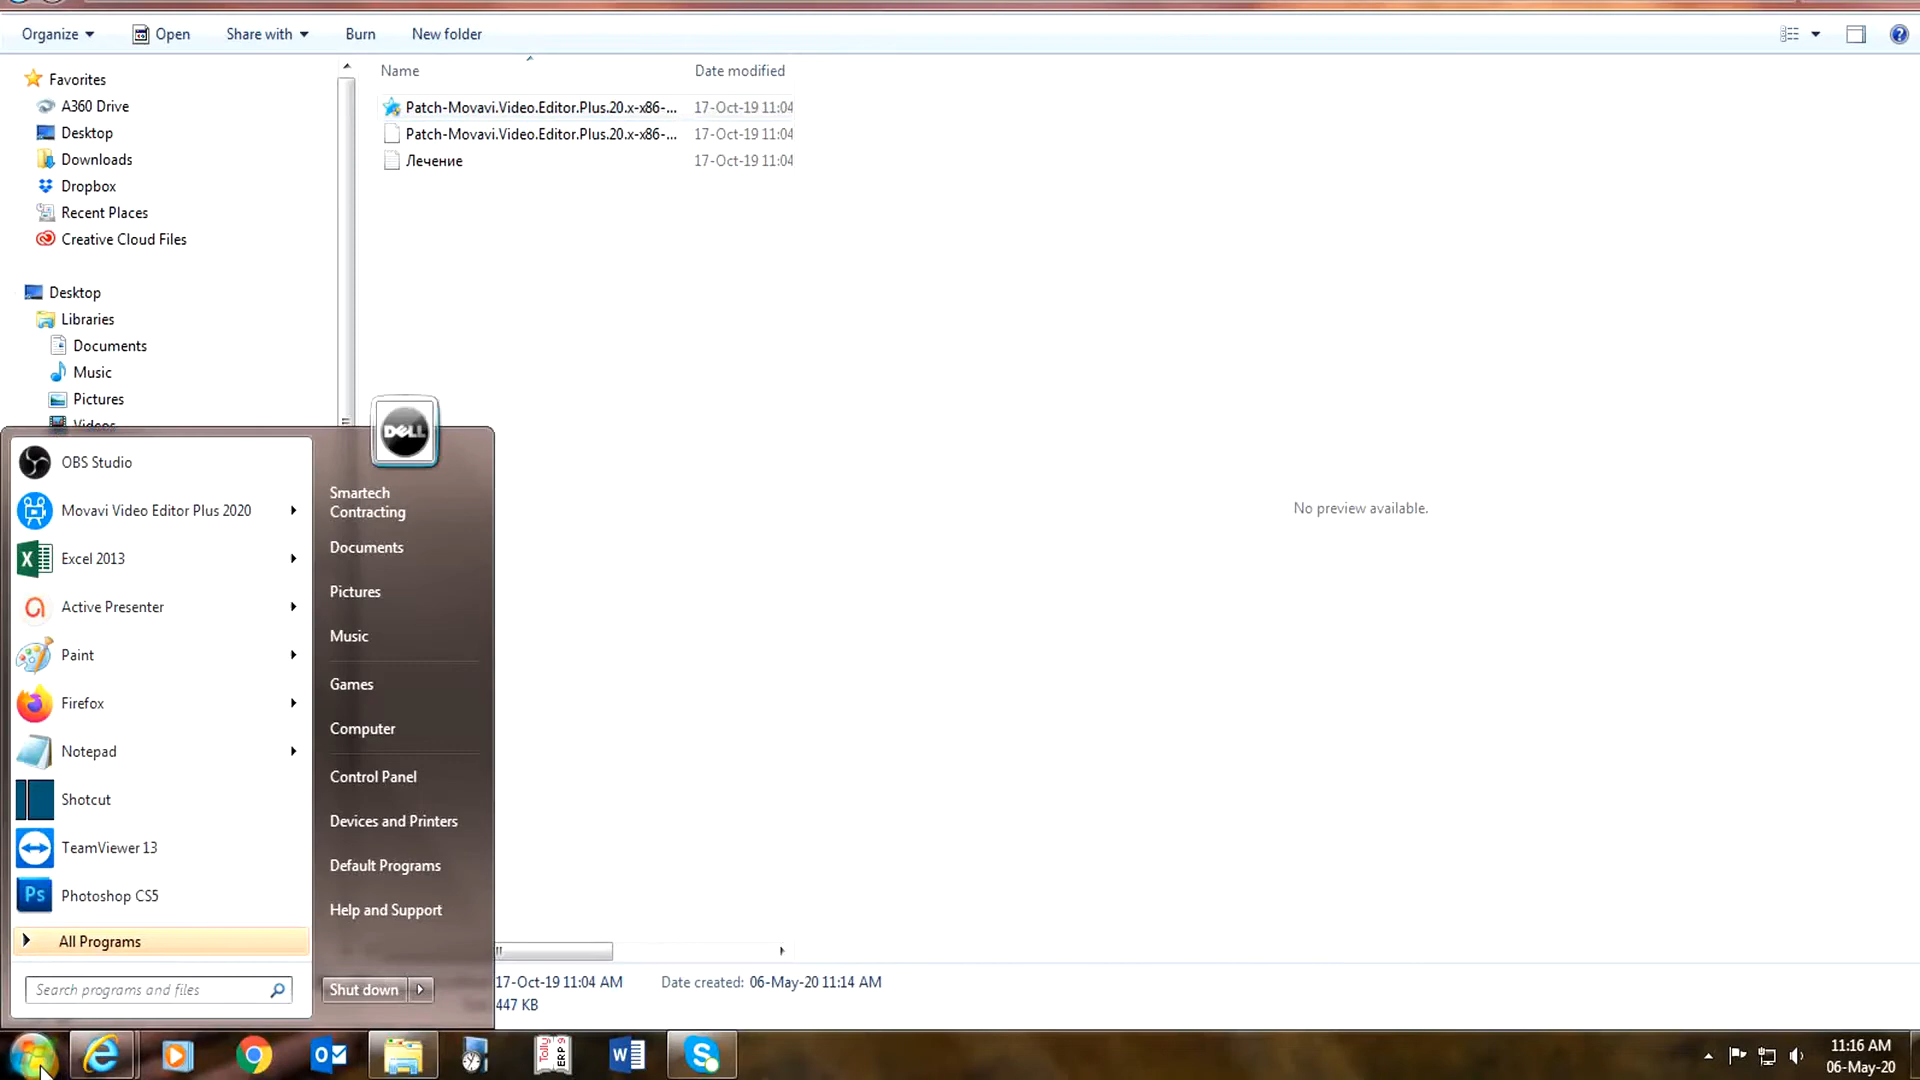 Organize
Open
Share with
Burn
New folder
Favorites
A360 Drive
Desktop
Downloads
Dropbox
Recent Places
Creative Cloud Files
Desktop
Libraries
Documents
Music
Pictures
Videos
Name
Date modified
Patch-Movavi.Video.Editor.Plus.20.x-x86-... 17-Oct-19 11:04
Patch-Movavi.Video.Editor.Plus.20.x-x86-... 17-Oct-19 11:04
Лечение 17-Oct-19 11:04
No preview available.
DELL
OBS Studio
Movavi Video Editor Plus 2020
Excel 2013
Active Presenter
Paint
Firefox
Notepad
Shotcut
TeamViewer 13
Ps
Photoshop CS5
All Programs
Search programs and files
Smartech
Contracting
Documents
Pictures
Music
Games
Computer
Control Panel
Devices and Printers
Default Programs
Help and Support
Shut down
17-Oct-19 11:04 AM
Date created: 06-May-20 11:14 AM
447 KB
Tally
ERP 9
11:16 AM
06-May-20